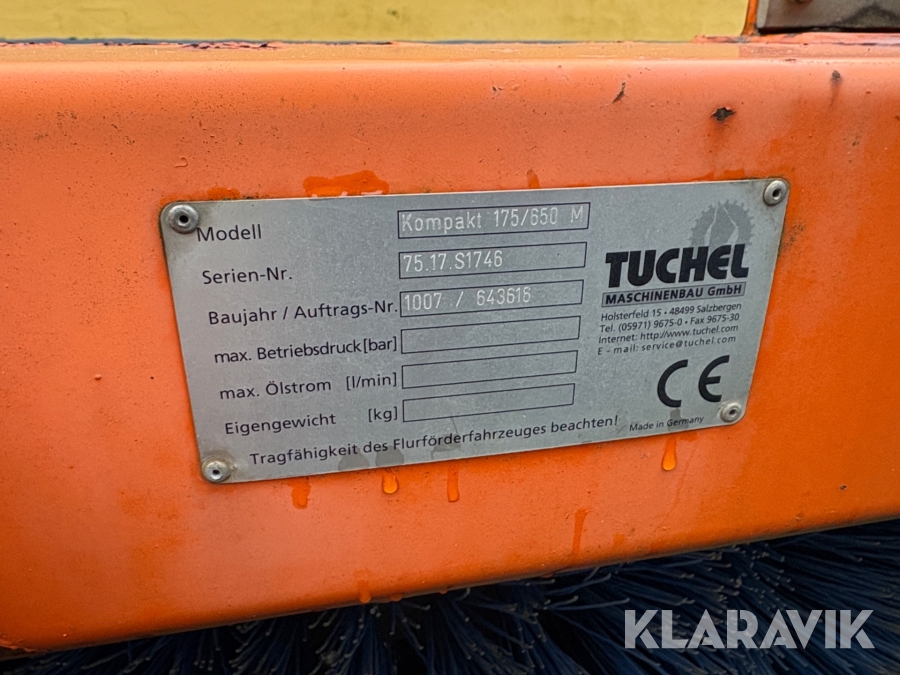 Modell Kompakt 175/650 M
Serien-Nr. 75.17.S1746
Baujahr / Auftrags-Nr. 1007 / 643616
max. Betriebsdruck [bar]
max. Ölstrom [l/min]
Eigengewicht [kg]
Tragfähigkeit des Flurförderfahrzeuges beachten!
TUCHEL
MASCHINENBAU GmbH
Holsterfeld 15 • 48499 Salzbergen
Tel. (05971) 9675-0 • Fax 9675-30
Internet: http://www.tuchel.com
E - mail: service@tuchel.com
CE
Made in Germany
KLARAVIK